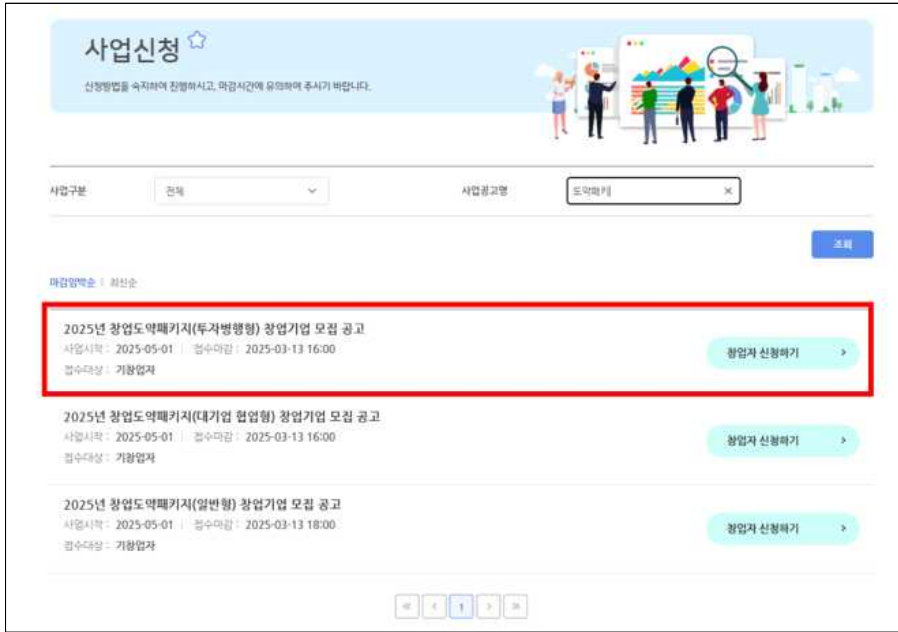 사업신청
신청방법을 숙지하여 진행하시고, 마감시간에 유의하여 주시기 바랍니다.
사업구분 전체 사업공고명 도약패키
조회
마감임박순 최신순
2025년 창업도약패키지(투자병행형) 창업기업 모집 공고
사업시작 : 2025-05-01 | 접수마감 : 2025-03-13 16:00
접수대상 : 기창업자
창업자 신청하기 >
2025년 창업도약패키지(대기업 협업형) 창업기업 모집 공고
사업시작 : 2025-05-01 | 접수마감 : 2025-03-13 16:00
접수대상 : 기창업자
창업자 신청하기 >
2025년 창업도약패키지(일반형) 창업기업 모집 공고
사업시작 : 2025-05-01 | 접수마감 : 2025-03-13 18:00
접수대상 : 기창업자
창업자 신청하기 >
« < 1 > »